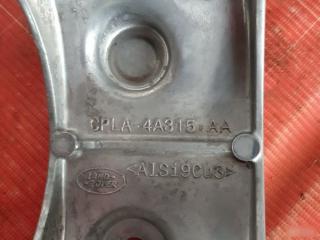 CPLA-4A315 AA
LAND
ROVER
>AlSi9Cu3<